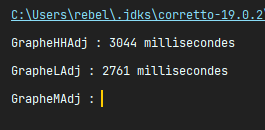 C:\Users\rebel\.jdks\corretto-19.0.2\
GrapheHHAdj : 3044 millisecondes
GrapheLAdj : 2761 millisecondes
GrapheMAdj :